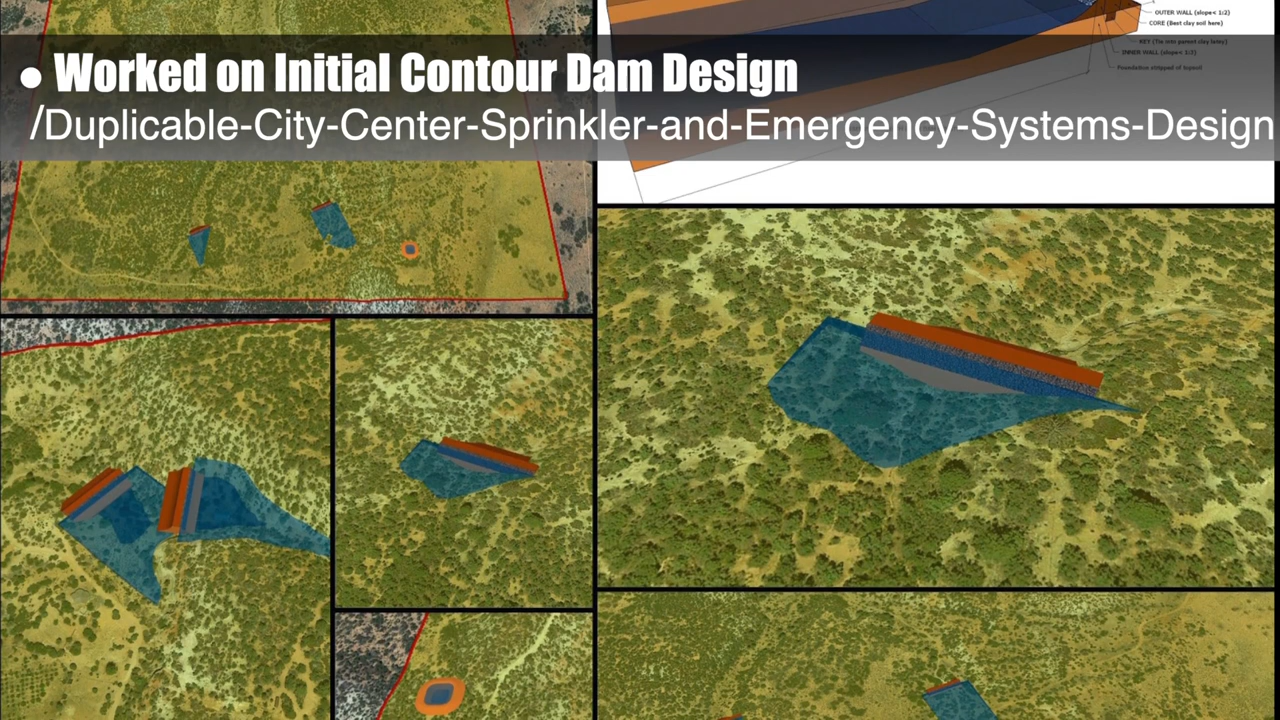 ● Worked on Initial Contour Dam Design
/Duplicable-City-Center-Sprinkler-and-Emergency-Systems-Design
OUTER WALL (slope< 1:2)
CORE (Best clay soil here)
KEY (Tie into parent clay
INNER WALL (slope< 1:3)
Foundation stripped of topsoil